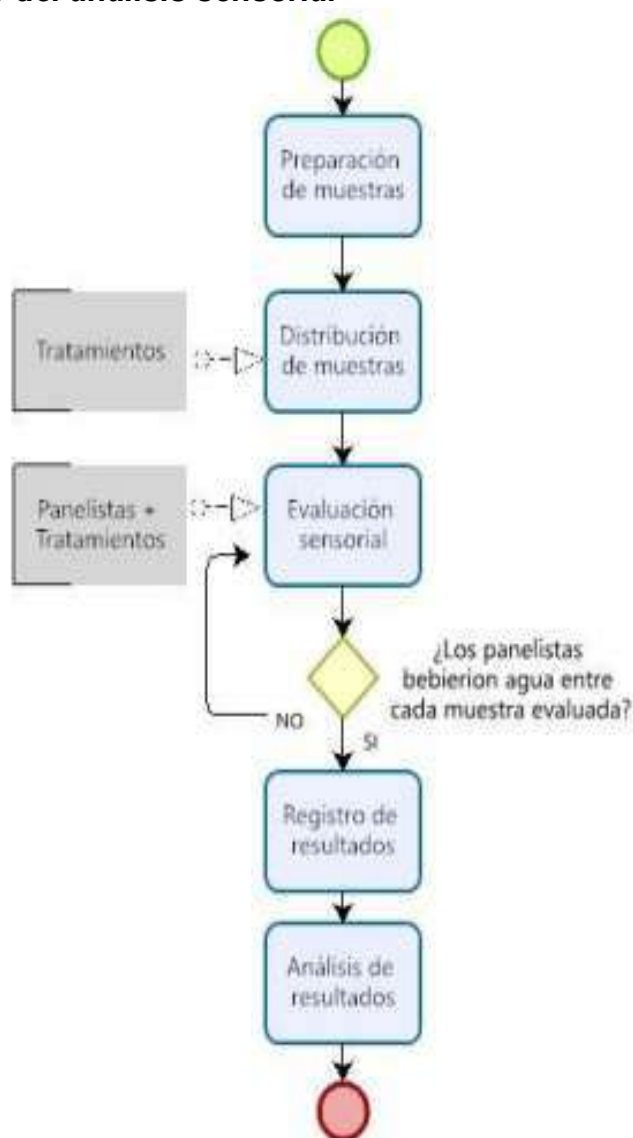 del análisis sensorial
Preparación
de muestras
Tratamientos
Distribución
de muestras
Panelistas +
Tratamientos
Evaluación
sensorial
¿Los panelistas
bebierion agua entre
cada muestra evaluada?
NO
SI
Registro de
resultados
Análisis de
resultados